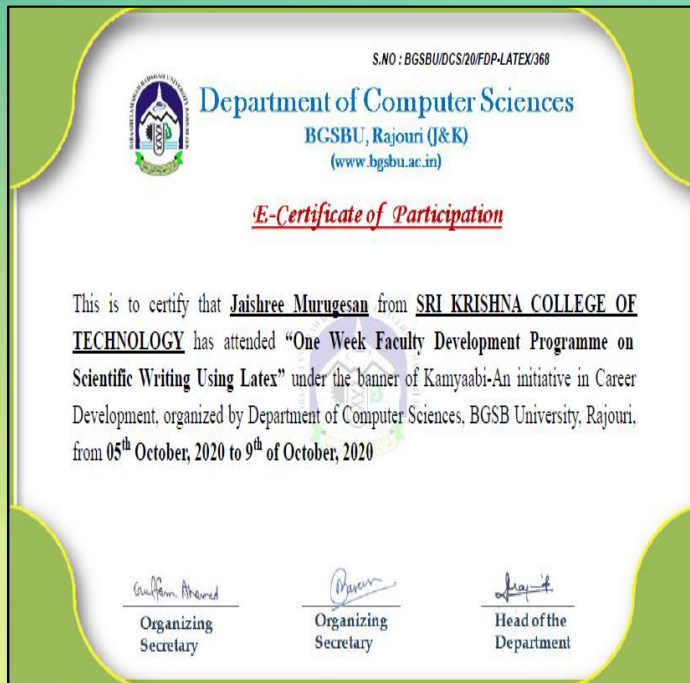 S.NO : BGSBU/DCS/20/FDP-LATEX/368
Department of Computer Sciences
BGSBU, Rajouri (J&K)
(www.bgsbu.ac.in)
E-Certificate of Participation
This is to certify that Jaishree Murugesan from SRI KRISHNA COLLEGE OF
TECHNOLOGY has attended “One Week Faculty Development Programme on
Scientific Writing Using Latex” under the banner of Kamyaabi-An initiative in Career
Development, organized by Department of Computer Sciences, BGSB University, Rajouri,
from 05th October, 2020 to 9th of October, 2020
Organizing
Secretary
Organizing
Secretary
Head of the
Department